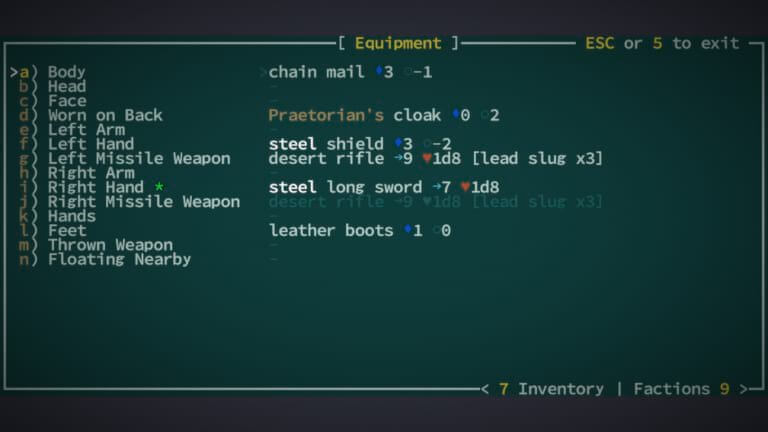 [ Equipment ] ESC or 5 to exit
>a) Body >chain mail ♦3 ○-1
b) Head -
c) Face -
d) Worn on Back Praetorian's cloak ♦0 ○2
e) Left Arm -
f) Left Hand steel shield ♦3 ○-2
g) Left Missile Weapon desert rifle →9 ♥1d8 [lead slug x3]
h) Right Arm -
i) Right Hand * steel long sword →7 ♥1d8
j) Right Missile Weapon desert rifle →9 ♥1d8 [lead slug x3]
k) Hands -
l) Feet leather boots ♦1 ○0
m) Thrown Weapon -
n) Floating Nearby -
< 7 Inventory | Factions 9 >